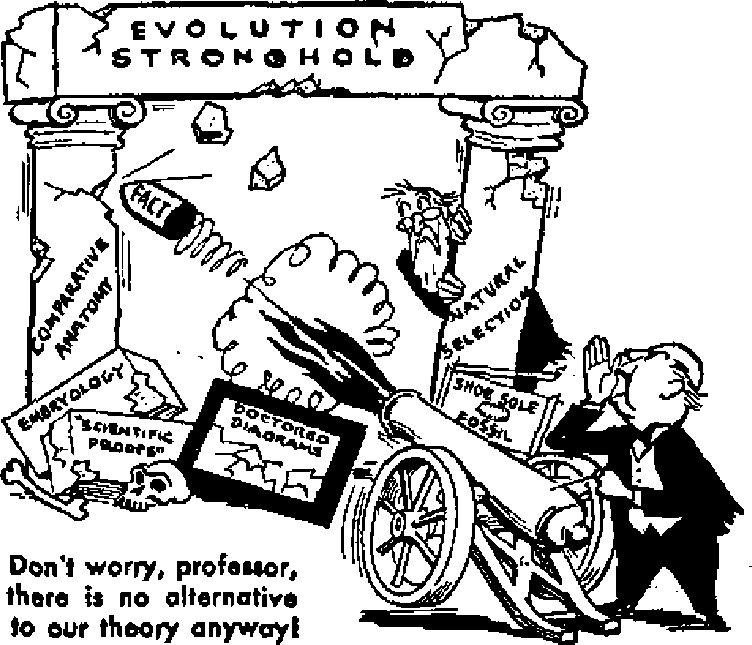 EVOLUTION
STRONGHOLD
FACT
COMPARATIVE
ANATOMY
NATURAL
SELECTION
EMBRYOLOGY
"SCIENTIFIC
PROOFS"
DOCTORED
DIAGRAMS
SHOE SOLE
FOSSIL
Don't worry, professor,
there is no alternative
to our theory anyway!